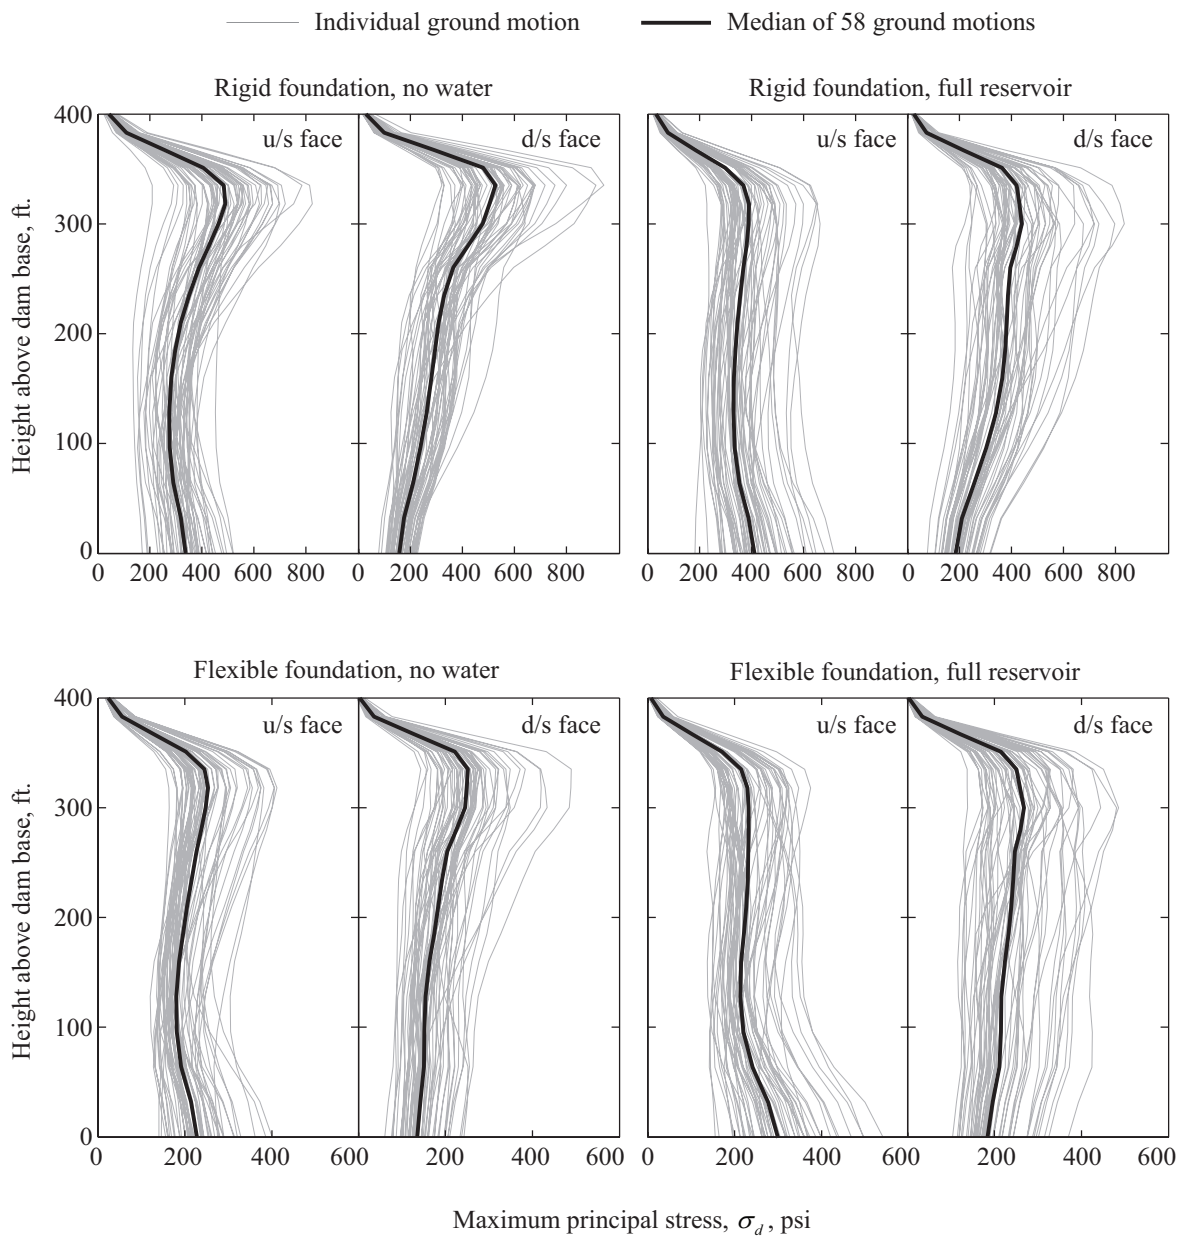 Individual ground motion Median of 58 ground motions
Rigid foundation, no water Rigid foundation, full reservoir
400 u/s face d/s face u/s face d/s face
300
200
100
0
Height above dam base, ft.
0 200 400 600 800 200 400 600 800 0 200 400 600 800 0 200 400 600 800
Flexible foundation, no water Flexible foundation, full reservoir
400 u/s face d/s face u/s face d/s face
300
200
100
0
Height above dam base, ft.
0 200 400 200 400 600 0 200 400 200 400 600
Maximum principal stress, σd, psi